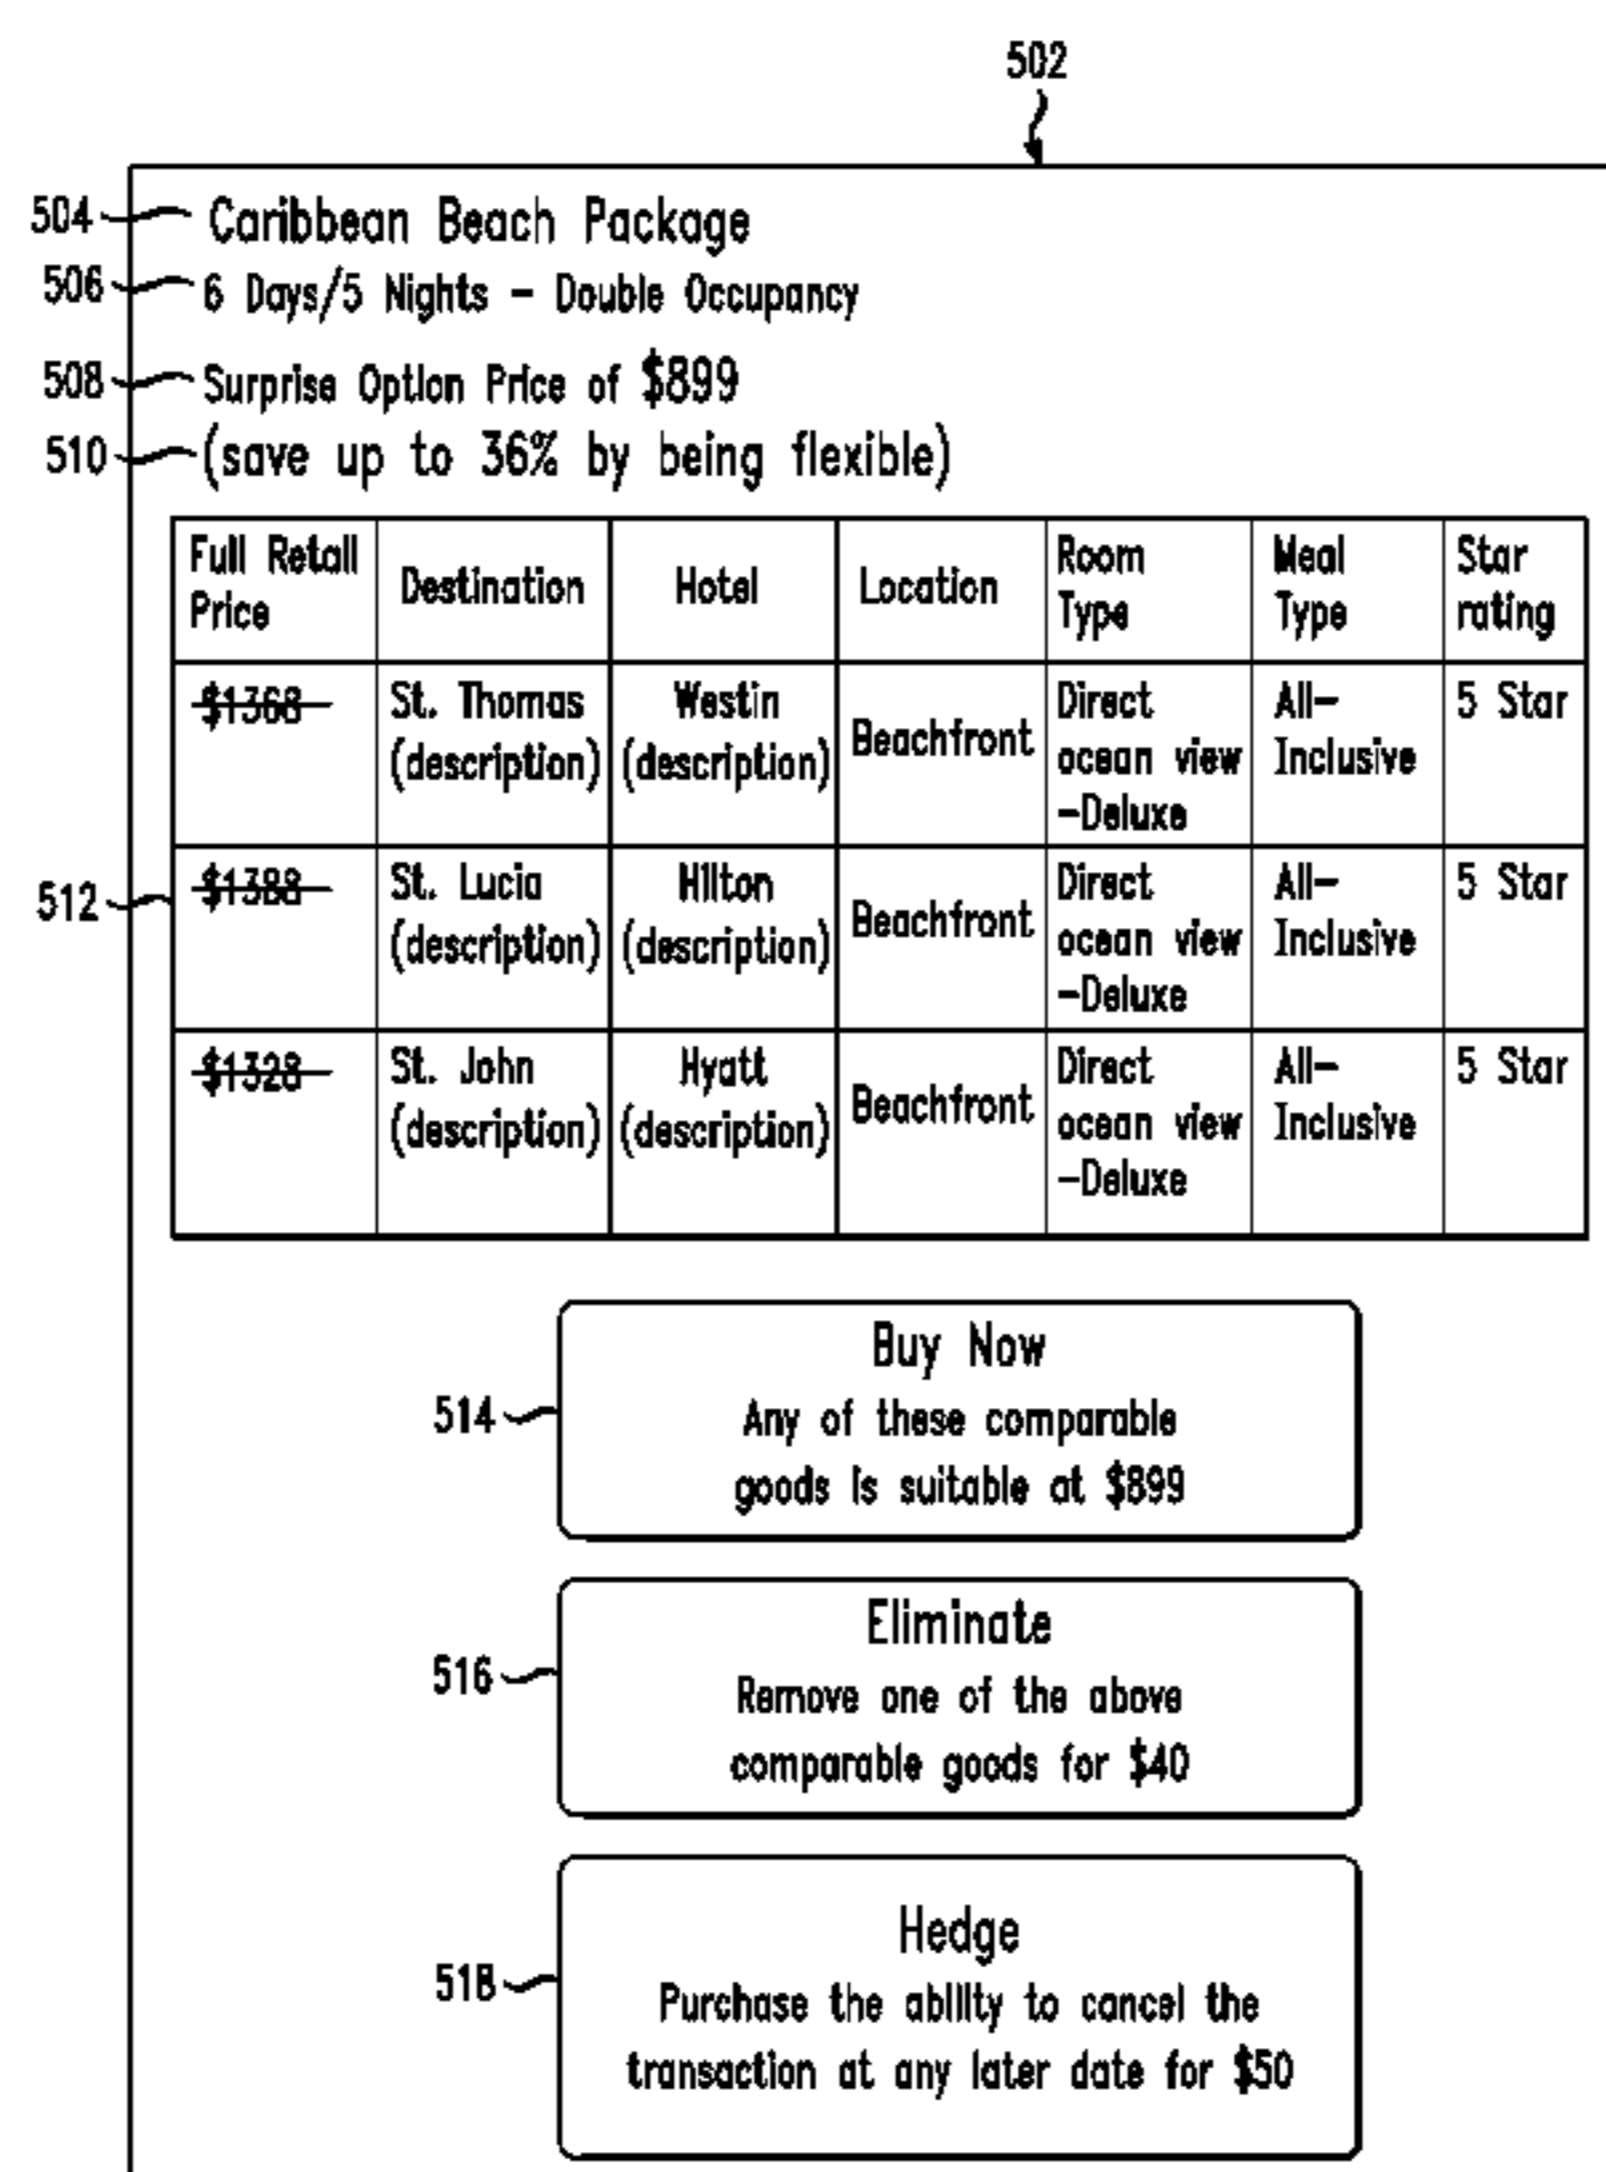 502
504 Caribbean Beach Package
506 6 Days/5 Nights - Double Occupancy
508 Surprise Option Price of $899
510 (save up to 36% by being flexible)
Full Retail Price Destination Hotel Location Room Type Meal Type Star rating
$1368 St. Thomas (description) Westin (description) Beachfront Direct ocean view -Deluxe All-Inclusive 5 Star
512 $1388 St. Lucia (description) Hilton (description) Beachfront Direct ocean view -Deluxe All-Inclusive 5 Star
$1328 St. John (description) Hyatt (description) Beachfront Direct ocean view -Deluxe All-Inclusive 5 Star
Buy Now
514 Any of these comparable
goods is suitable at $899
Eliminate
516 Remove one of the above
comparable goods for $40
Hedge
518 Purchase the ability to cancel the
transaction at any later date for $50